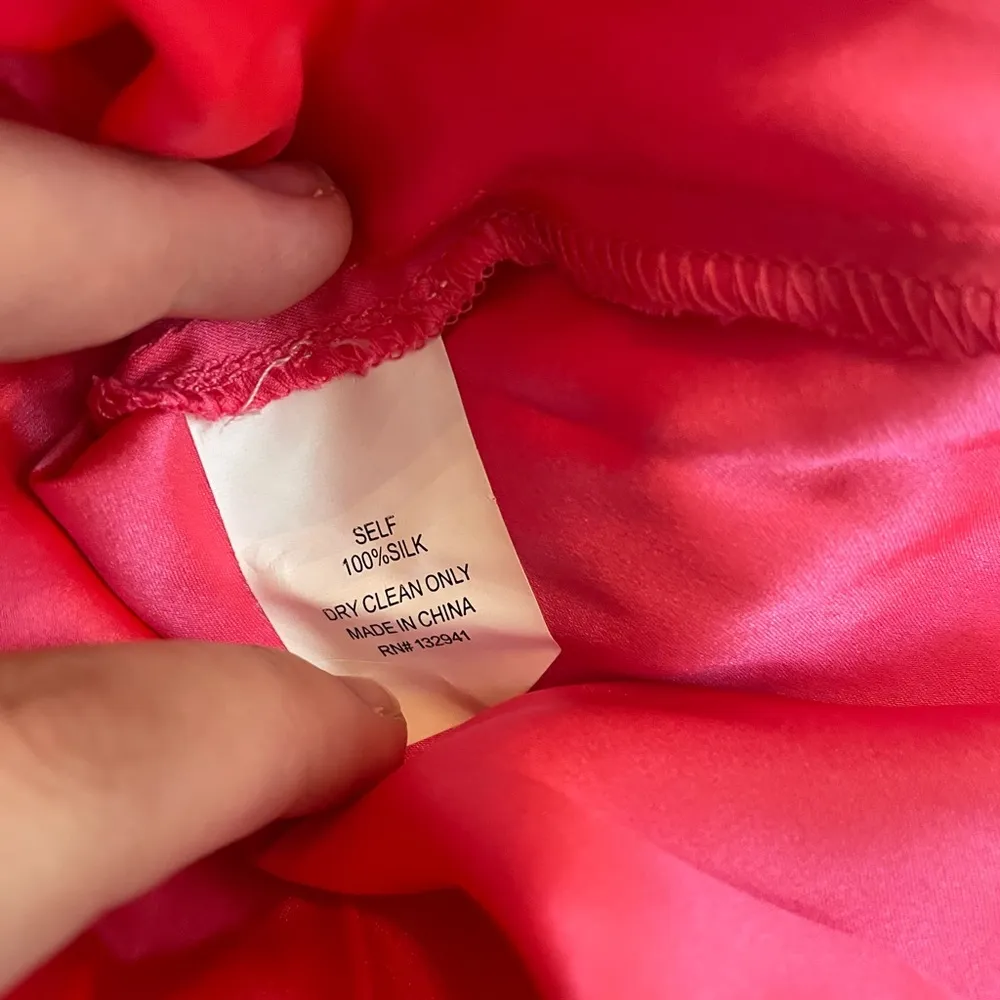 SELF
100%SILK
DRY CLEAN ONLY
MADE IN CHINA
RN# 132941